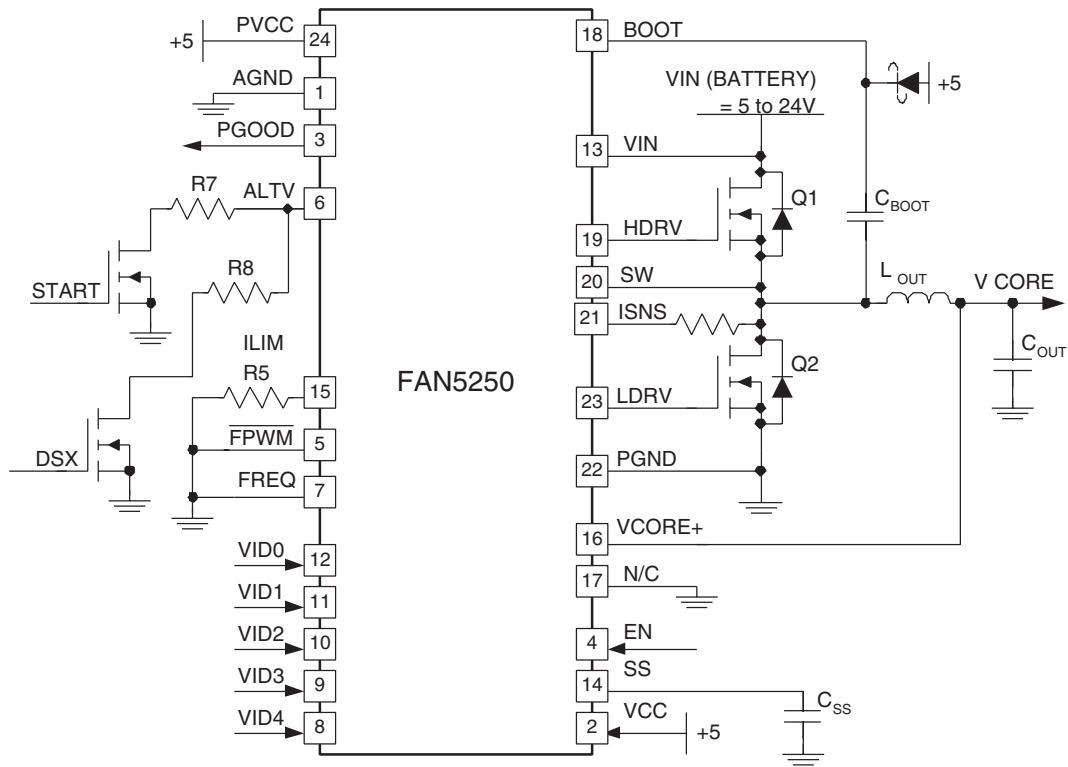 PVCC
+5
24
AGND
1
PGOOD
3
R7
ALTV
6
START
R8
ILIM
R5
15
FPWM
5
DSX
FREQ
7
VID0
12
VID1
11
VID2
10
VID3
9
VID4
8
FAN5250
18
BOOT
VIN (BATTERY)
= 5 to 24V
+5
13
VIN
Q1
CBOOT
19
HDRV
20
SW
LOUT
V CORE
21
ISNS
COUT
Q2
23
LDRV
22
PGND
16
VCORE+
17
N/C
4
EN
14
SS
CSS
2
VCC
+5